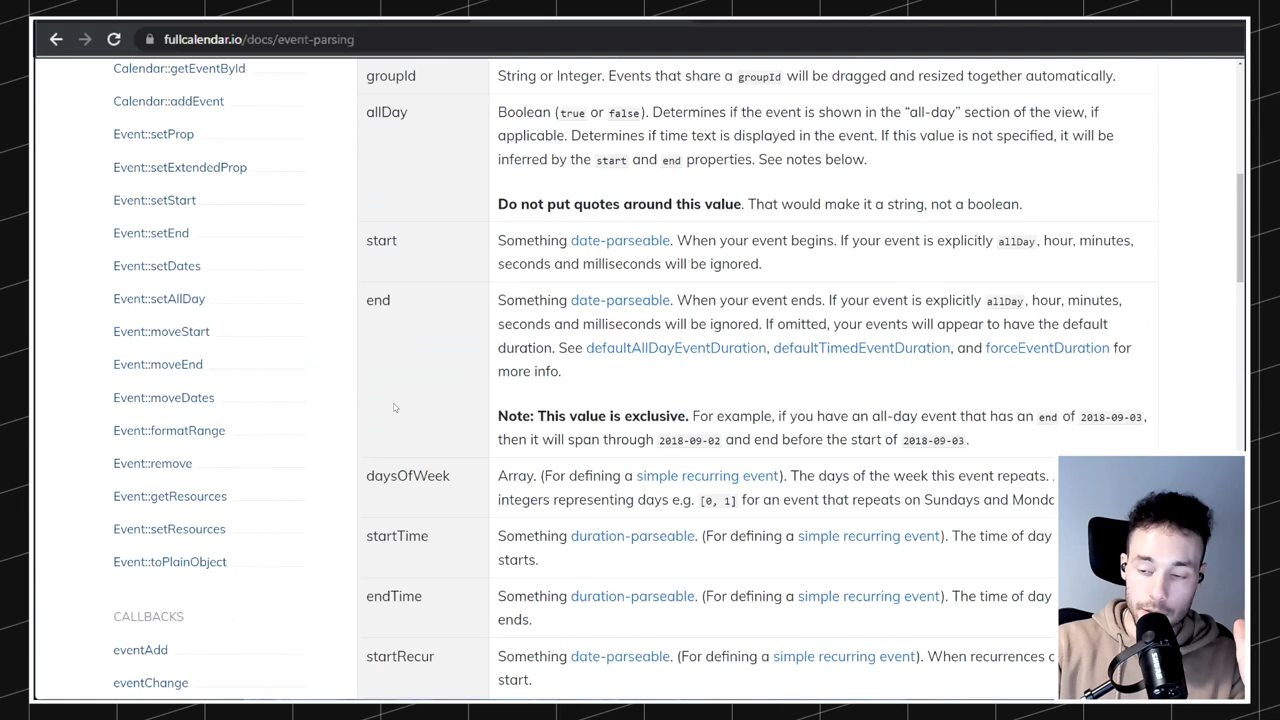 fullcalendar.io/docs/event-parsing
Calendar::getEventById
Calendar::addEvent
Event::setProp
Event::setExtendedProp
Event::setStart
Event::setEnd
Event::setDates
Event::setAllDay
Event::moveStart
Event::moveEnd
Event::moveDates
Event::formatRange
Event::remove
Event::getResources
Event::setResources
Event::toPlainObject
CALLBACKS
eventAdd
eventChange
groupId
String or Integer. Events that share a groupId will be dragged and resized together automatically.
allDay
Boolean (true or false). Determines if the event is shown in the “all-day” section of the view, if
applicable. Determines if time text is displayed in the event. If this value is not specified, it will be
inferred by the start and end properties. See notes below.
Do not put quotes around this value. That would make it a string, not a boolean.
start
Something date-parseable. When your event begins. If your event is explicitly allDay, hour, minutes,
seconds and milliseconds will be ignored.
end
Something date-parseable. When your event ends. If your event is explicitly allDay, hour, minutes,
seconds and milliseconds will be ignored. If omitted, your events will appear to have the default
duration. See defaultAllDayEventDuration, defaultTimedEventDuration, and forceEventDuration for
more info.
Note: This value is exclusive. For example, if you have an all-day event that has an end of 2018-09-03,
then it will span through 2018-09-02 and end before the start of 2018-09-03.
daysOfWeek
Array. (For defining a simple recurring event). The days of the week this event repeats.
integers representing days e.g. [0, 1] for an event that repeats on Sundays and Monda
startTime
Something duration-parseable. (For defining a simple recurring event). The time of day
starts.
endTime
Something duration-parseable. (For defining a simple recurring event). The time of day
ends.
startRecur
Something date-parseable. (For defining a simple recurring event). When recurrences
start.